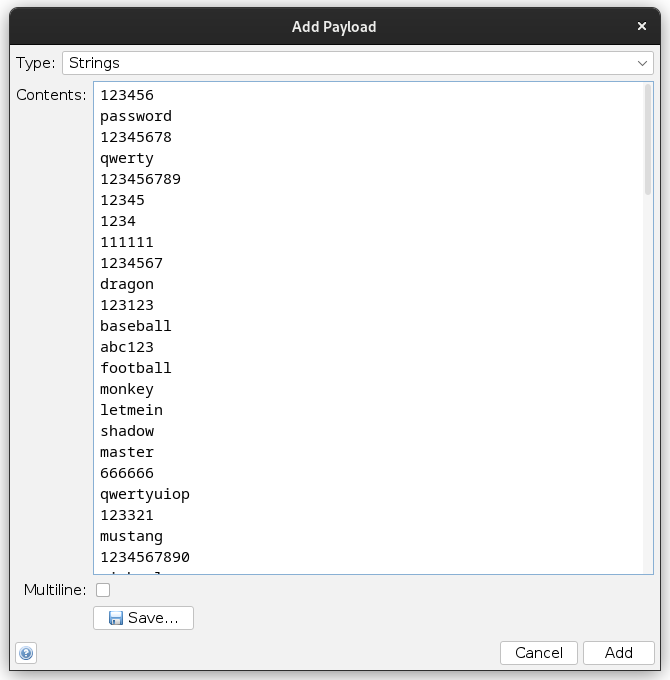 Add Payload
Type: Strings
Contents: 123456
password
12345678
qwerty
123456789
12345
1234
111111
1234567
dragon
123123
baseball
abc123
football
monkey
letmein
shadow
master
666666
qwertyuiop
123321
mustang
1234567890
Multiline:
Save...
Cancel Add